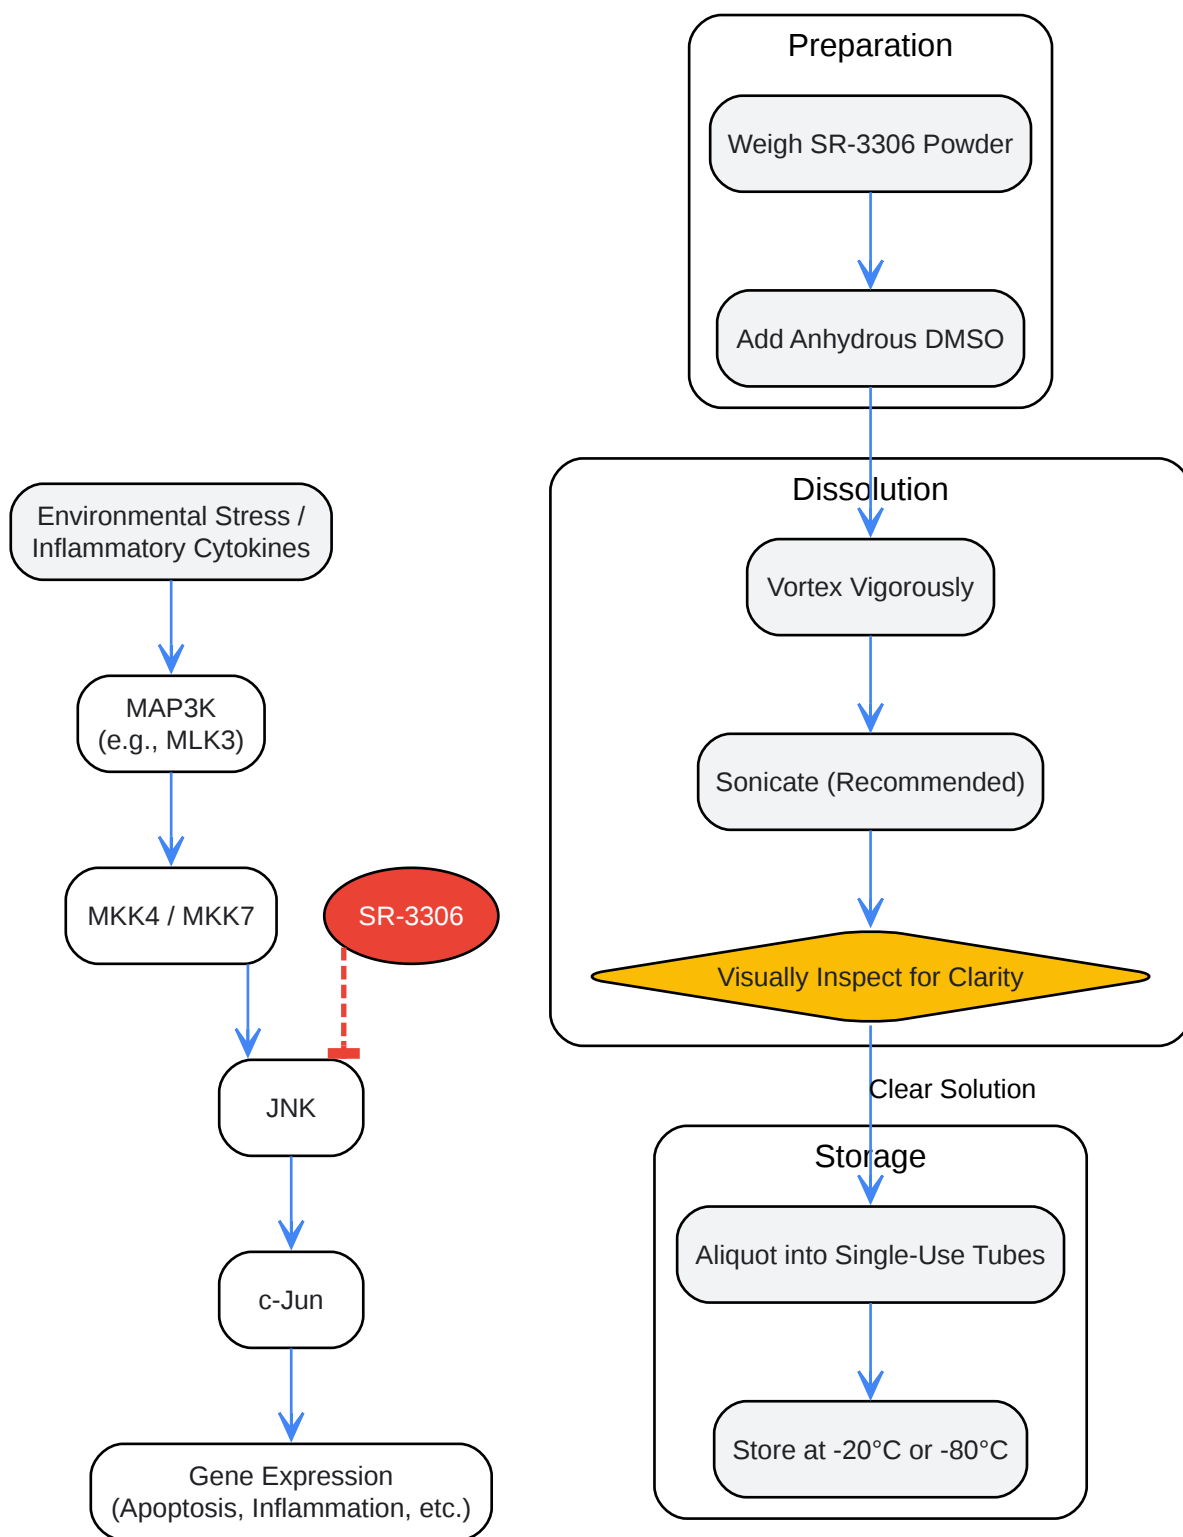 Preparation
Weigh SR-3306 Powder
Add Anhydrous DMSO
Dissolution
Vortex Vigorously
Sonicate (Recommended)
Visually Inspect for Clarity
Clear Solution
Storage
Aliquot into Single-Use Tubes
Store at -20°C or -80°C
Environmental Stress /
Inflammatory Cytokines
MAP3K
(e.g., MLK3)
MKK4 / MKK7
SR-3306
JNK
c-Jun
Gene Expression
(Apoptosis, Inflammation, etc.)